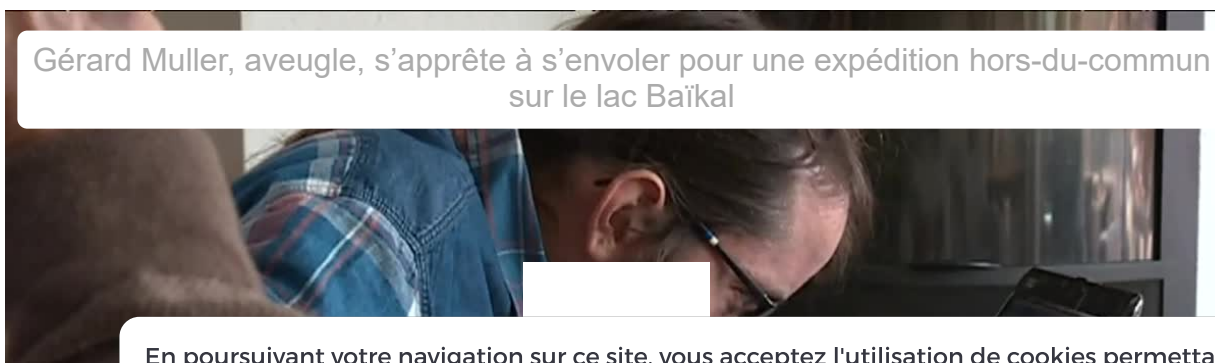 Gérard Muller, aveugle, s’apprête à s’envoler pour une expédition hors-du-commun
sur le lac Baïkal
En poursuivant votre navigation sur ce site, vous acceptez l'utilisation de cookies permetta